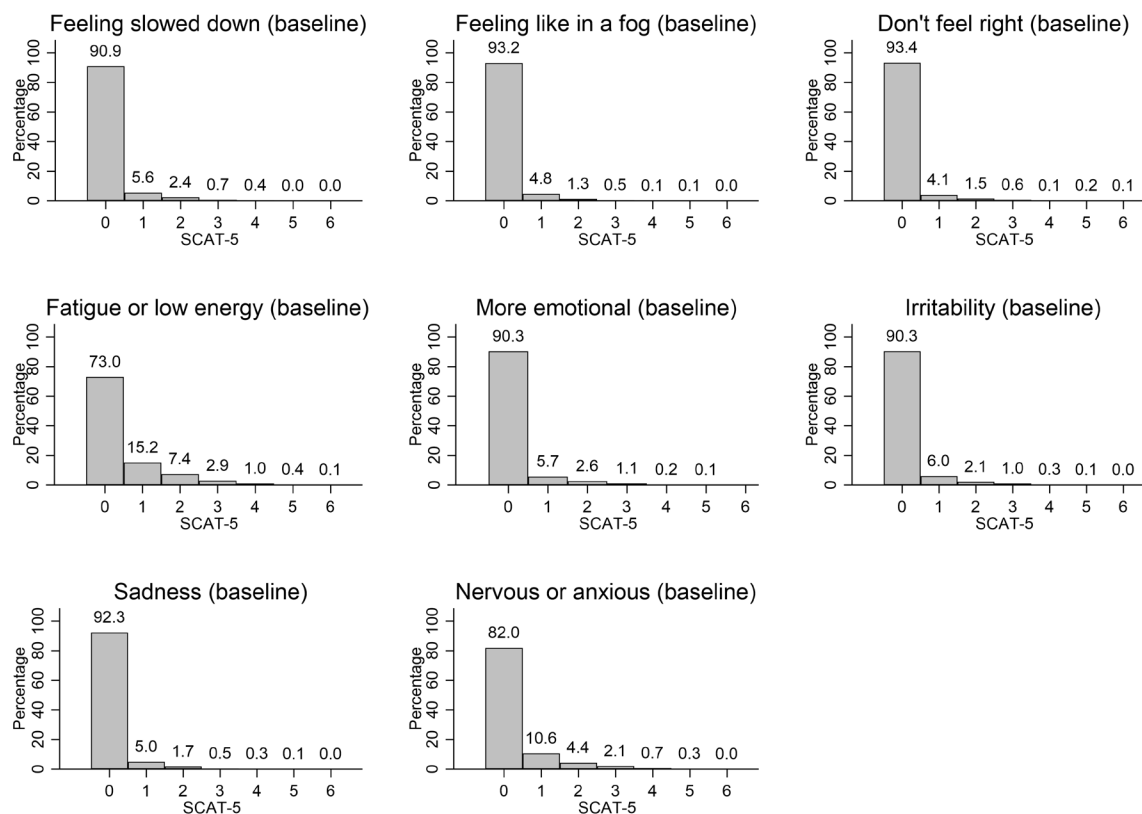 Feeling slowed down (baseline)
Percentage
0 20 40 60 80 100
90.9 5.6 2.4 0.7 0.4 0.0 0.0
0 1 2 3 4 5 6
SCAT-5
Feeling like in a fog (baseline)
Percentage
0 20 40 60 80 100
93.2 4.8 1.3 0.5 0.1 0.1 0.0
0 1 2 3 4 5 6
SCAT-5
Don't feel right (baseline)
Percentage
0 20 40 60 80 100
93.4 4.1 1.5 0.6 0.1 0.2 0.1
0 1 2 3 4 5 6
SCAT-5
Fatigue or low energy (baseline)
Percentage
0 20 40 60 80 100
73.0 15.2 7.4 2.9 1.0 0.4 0.1
0 1 2 3 4 5 6
SCAT-5
More emotional (baseline)
Percentage
0 20 40 60 80 100
90.3 5.7 2.6 1.1 0.2 0.1
0 1 2 3 4 5 6
SCAT-5
Irritability (baseline)
Percentage
0 20 40 60 80 100
90.3 6.0 2.1 1.0 0.3 0.1 0.0
0 1 2 3 4 5 6
SCAT-5
Sadness (baseline)
Percentage
0 20 40 60 80 100
92.3 5.0 1.7 0.5 0.3 0.1 0.0
0 1 2 3 4 5 6
SCAT-5
Nervous or anxious (baseline)
Percentage
0 20 40 60 80 100
82.0 10.6 4.4 2.1 0.7 0.3 0.0
0 1 2 3 4 5 6
SCAT-5